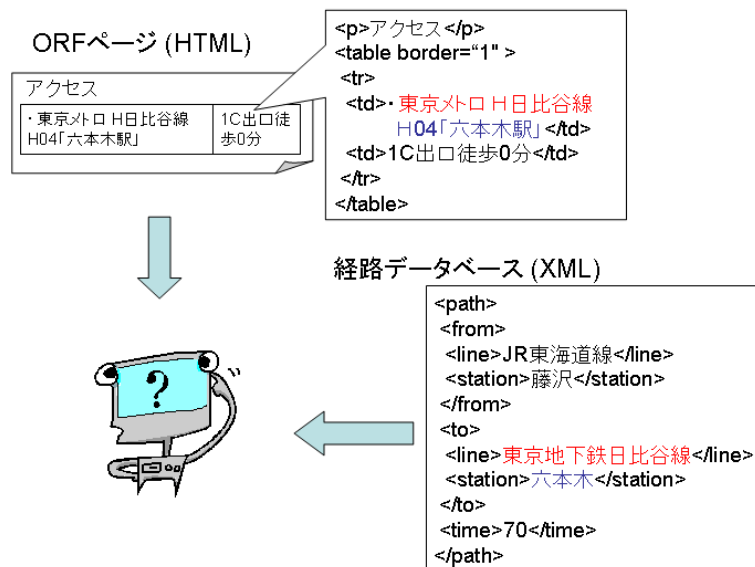 ORFページ (HTML)
アクセス
・東京メトロ H日比谷線
H04「六本木駅」
1C出口徒
歩0分
<p>アクセス</p>
<table border=“1" >
<tr>
<td>・東京メトロ H日比谷線
H04「六本木駅」</td>
<td>1C出口徒歩0分</td>
</tr>
</table>
経路データベース (XML)
<path>
<from>
<line>JR東海道線</line>
<station>藤沢</station>
</from>
<to>
<line>東京地下鉄日比谷線</line>
<station>六本木</station>
</to>
<time>70</time>
</path>
?